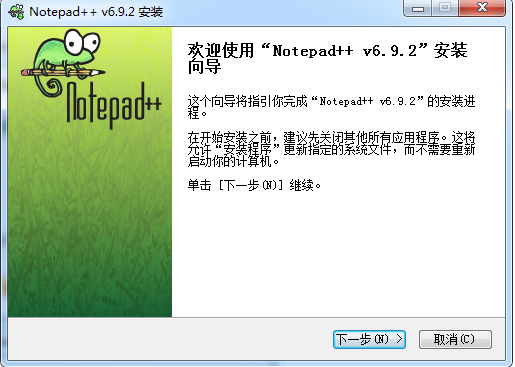 Notepad++ v6.9.2 安装
Notepad++
欢迎使用“Notepad++ v6.9.2”安装
向导
这个向导将指引你完成“Notepad++ v6.9.2”的安装进
程。
在开始安装之前，建议先关闭其他所有应用程序。这将
允许“安装程序”更新指定的系统文件，而不需要重新
启动你的计算机。
单击 [下一步(N)] 继续。
下一步(N) >
取消(C)